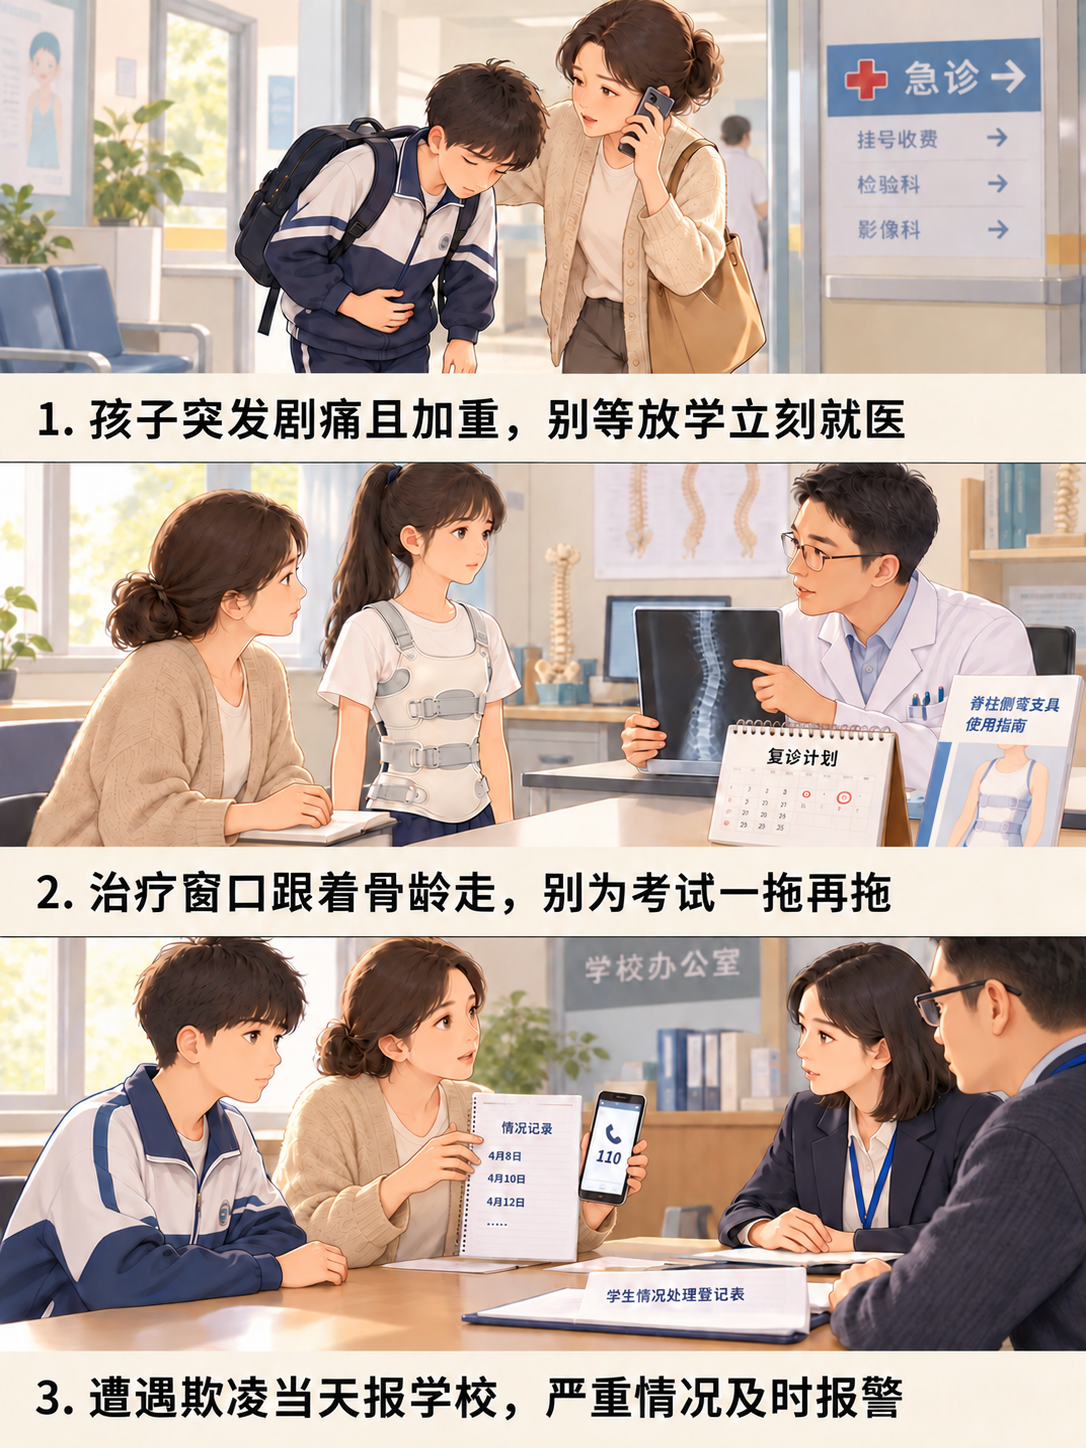 急诊 →
挂号收费 →
检验科 →
影像科 →
1. 孩子突发剧痛且加重，别等放学立刻就医
脊柱侧弯支具
使用指南
复诊计划
2. 治疗窗口跟着骨龄走，别为考试一拖再拖
学校办公室
情况记录
4月8日
4月10日
4月12日
.....
110
学生情况处理登记表
3. 遭遇欺凌当天报学校，严重情况及时报警